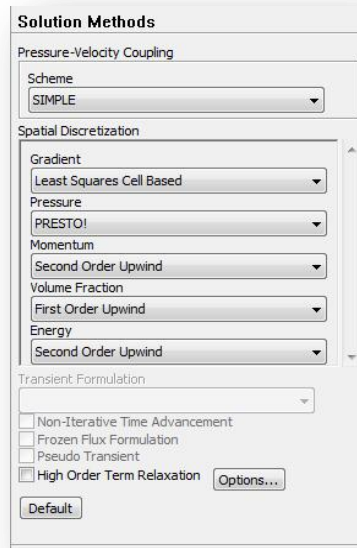 Solution Methods
Pressure-Velocity Coupling
Scheme
SIMPLE
Spatial Discretization
Gradient
Least Squares Cell Based
Pressure
PRESTO!
Momentum
Second Order Upwind
Volume Fraction
First Order Upwind
Energy
Second Order Upwind
Transient Formulation
Non-Iterative Time Advancement
Frozen Flux Formulation
Pseudo Transient
High Order Term Relaxation Options...
Default